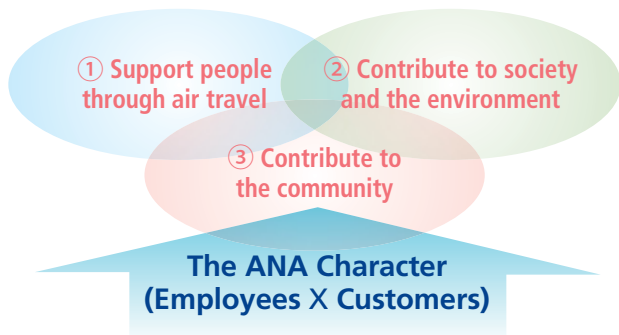 ① Support people
through air travel
② Contribute to society
and the environment
③ Contribute to
the community
The ANA Character
(Employees X Customers)